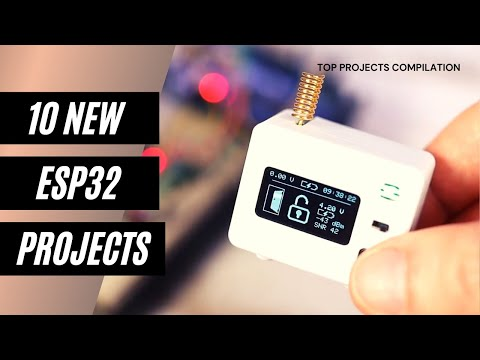 TOP PROJECTS COMPILATION
10 NEW
ESP32
PROJECTS
0.00 V
09:38:22
4.20 V
-43 dBm
SNR 42